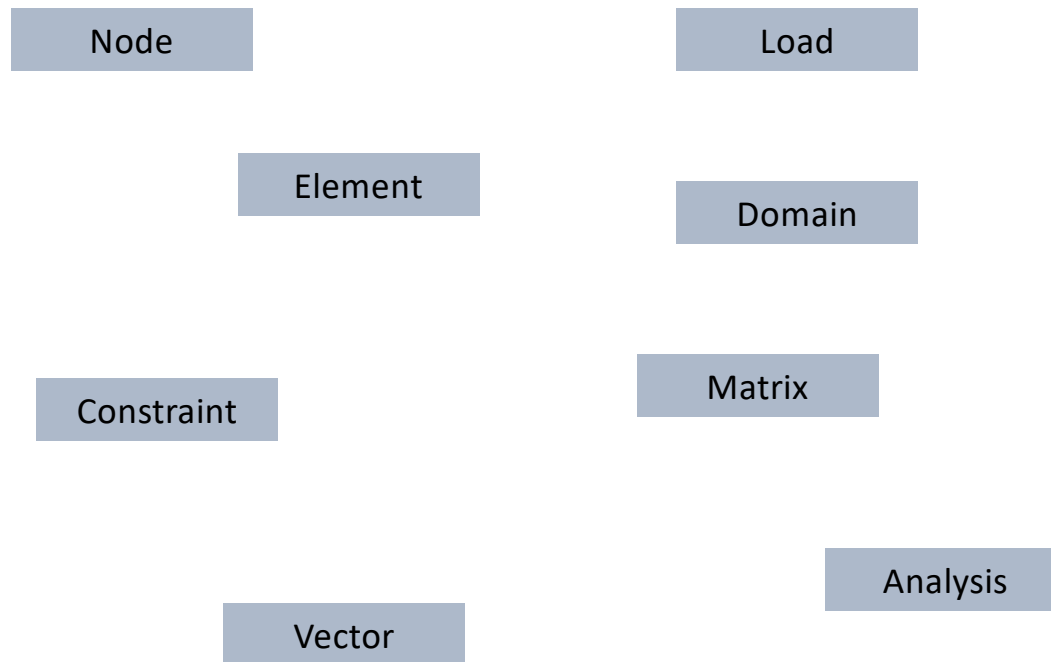 Node
Load
Element
Domain
Matrix
Constraint
Analysis
Vector